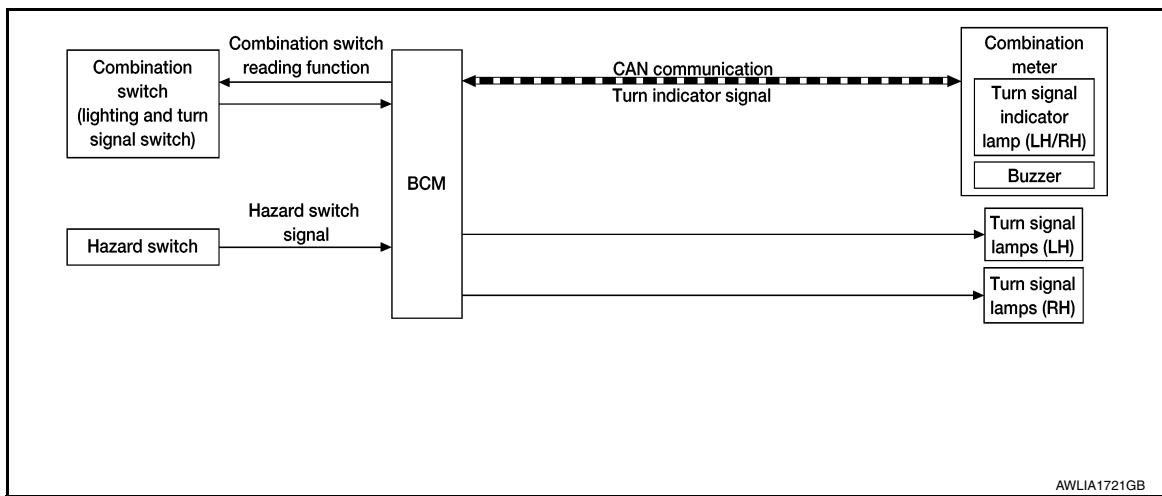 Combination
switch
(lighting and turn
signal switch)
Combination switch
reading function
BCM
CAN communication
Turn indicator signal
Combination
meter
Turn signal
indicator
lamp (LH/RH)
Buzzer
Hazard switch
Hazard switch
signal
Turn signal
lamps (LH)
Turn signal
lamps (RH)
AWLIA1721GB